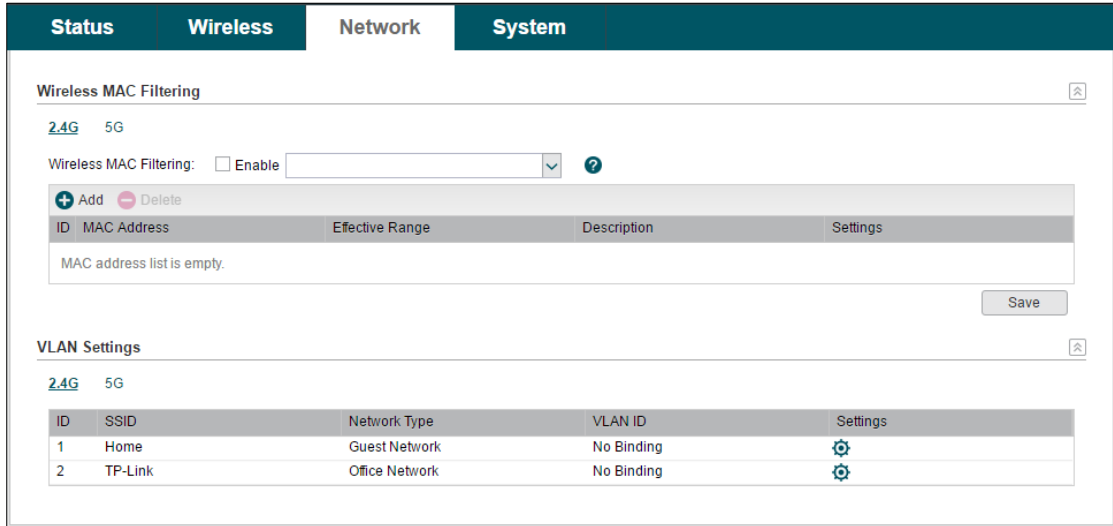 Status Wireless Network System
Wireless MAC Filtering
2.4G 5G
Wireless MAC Filtering: Enable
Add Delete
ID MAC Address Effective Range Description Settings
MAC address list is empty.
Save
VLAN Settings
2.4G 5G
ID SSID Network Type VLAN ID Settings
1 Home Guest Network No Binding
2 TP-Link Office Network No Binding